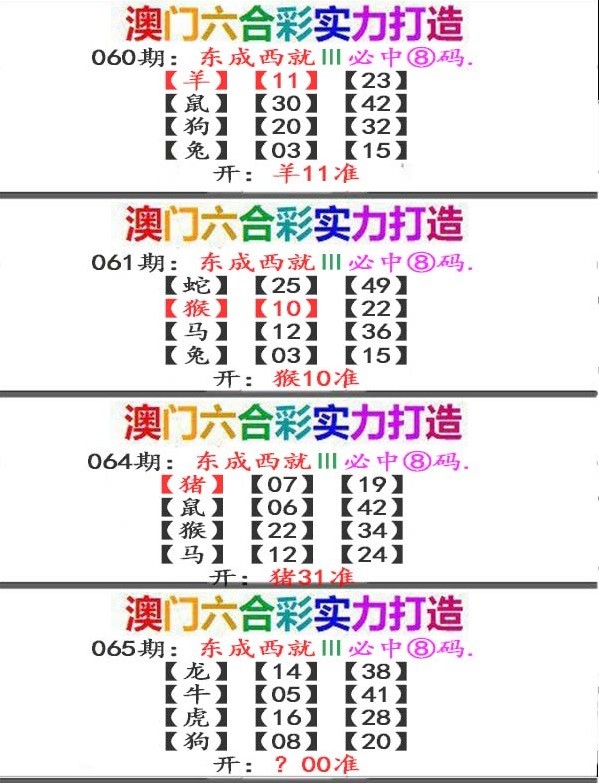 澳门六合彩实力打造
060期：东成西就III必中⑧码.
【羊】【11】【23】
【鼠】【30】【42】
【狗】【20】【32】
【兔】【03】【15】
开：羊11准
澳门六合彩实力打造
061期：东成西就III必中⑧码.
【蛇】【25】【49】
【猴】【10】【22】
【马】【12】【36】
【兔】【03】【15】
开：猴10准
澳门六合彩实力打造
064期：东成西就III必中⑧码.
【猪】【07】【19】
【鼠】【06】【42】
【猴】【22】【34】
【马】【12】【24】
开：猪31准
澳门六合彩实力打造
065期：东成西就III必中⑧码.
【龙】【14】【38】
【牛】【05】【41】
【虎】【16】【28】
【狗】【08】【20】
开：？00准